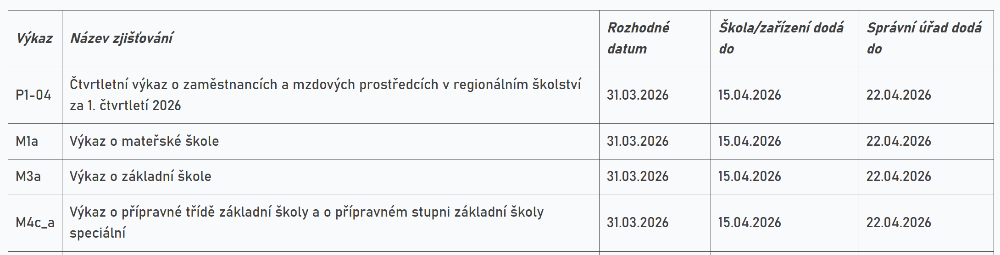 Výkaz Název zjišťování Rozhodné datum Škola/zařízení dodá do Správní úřad dodá do
P1-04 Čtvrtletní výkaz o zaměstnancích a mzdových prostředcích v regionálním školství
za 1. čtvrtletí 2026 31.03.2026 15.04.2026 22.04.2026
M1a Výkaz o mateřské škole 31.03.2026 15.04.2026 22.04.2026
M3a Výkaz o základní škole 31.03.2026 15.04.2026 22.04.2026
M4c_a Výkaz o přípravné třídě základní školy a o přípravném stupni základní školy
speciální 31.03.2026 15.04.2026 22.04.2026